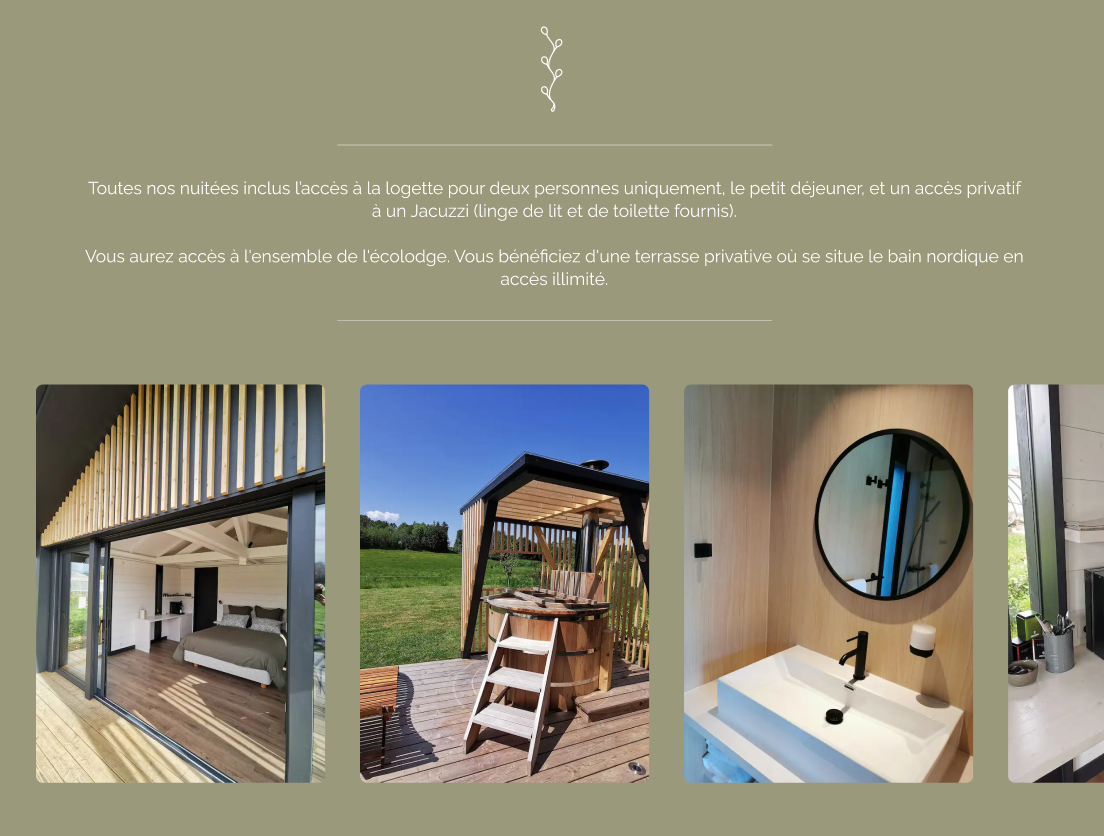 Toutes nos nuitées inclus l'accès à la logette pour deux personnes uniquement, le petit déjeuner, et un accès privatif
à un Jacuzzi (linge de lit et de toilette fournis).
Vous aurez accès à l'ensemble de l'écolodge. Vous bénéficiez d'une terrasse privative où se situe le bain nordique en
accès illimité.